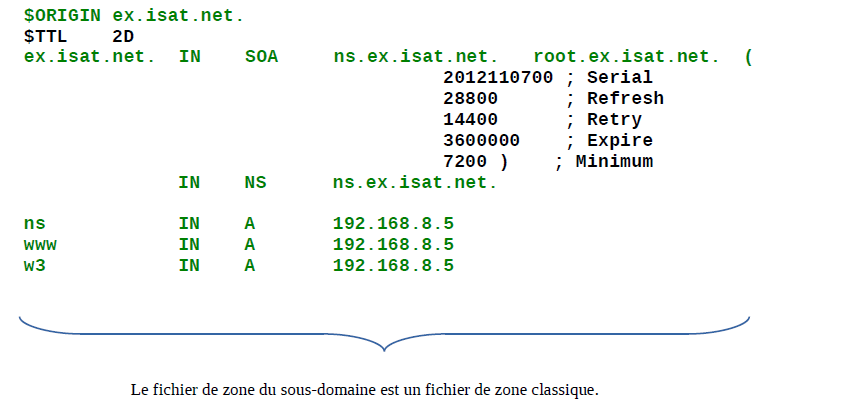 $ORIGIN ex.isat.net.
$TTL 2D
ex.isat.net. IN SOA ns.ex.isat.net. root.ex.isat.net. (
2012110700 ; Serial
28800 ; Refresh
14400 ; Retry
3600000 ; Expire
7200 ) ; Minimum
IN NS ns.ex.isat.net.
ns IN A 192.168.8.5
www IN A 192.168.8.5
w3 IN A 192.168.8.5
Le fichier de zone du sous-domaine est un fichier de zone classique.